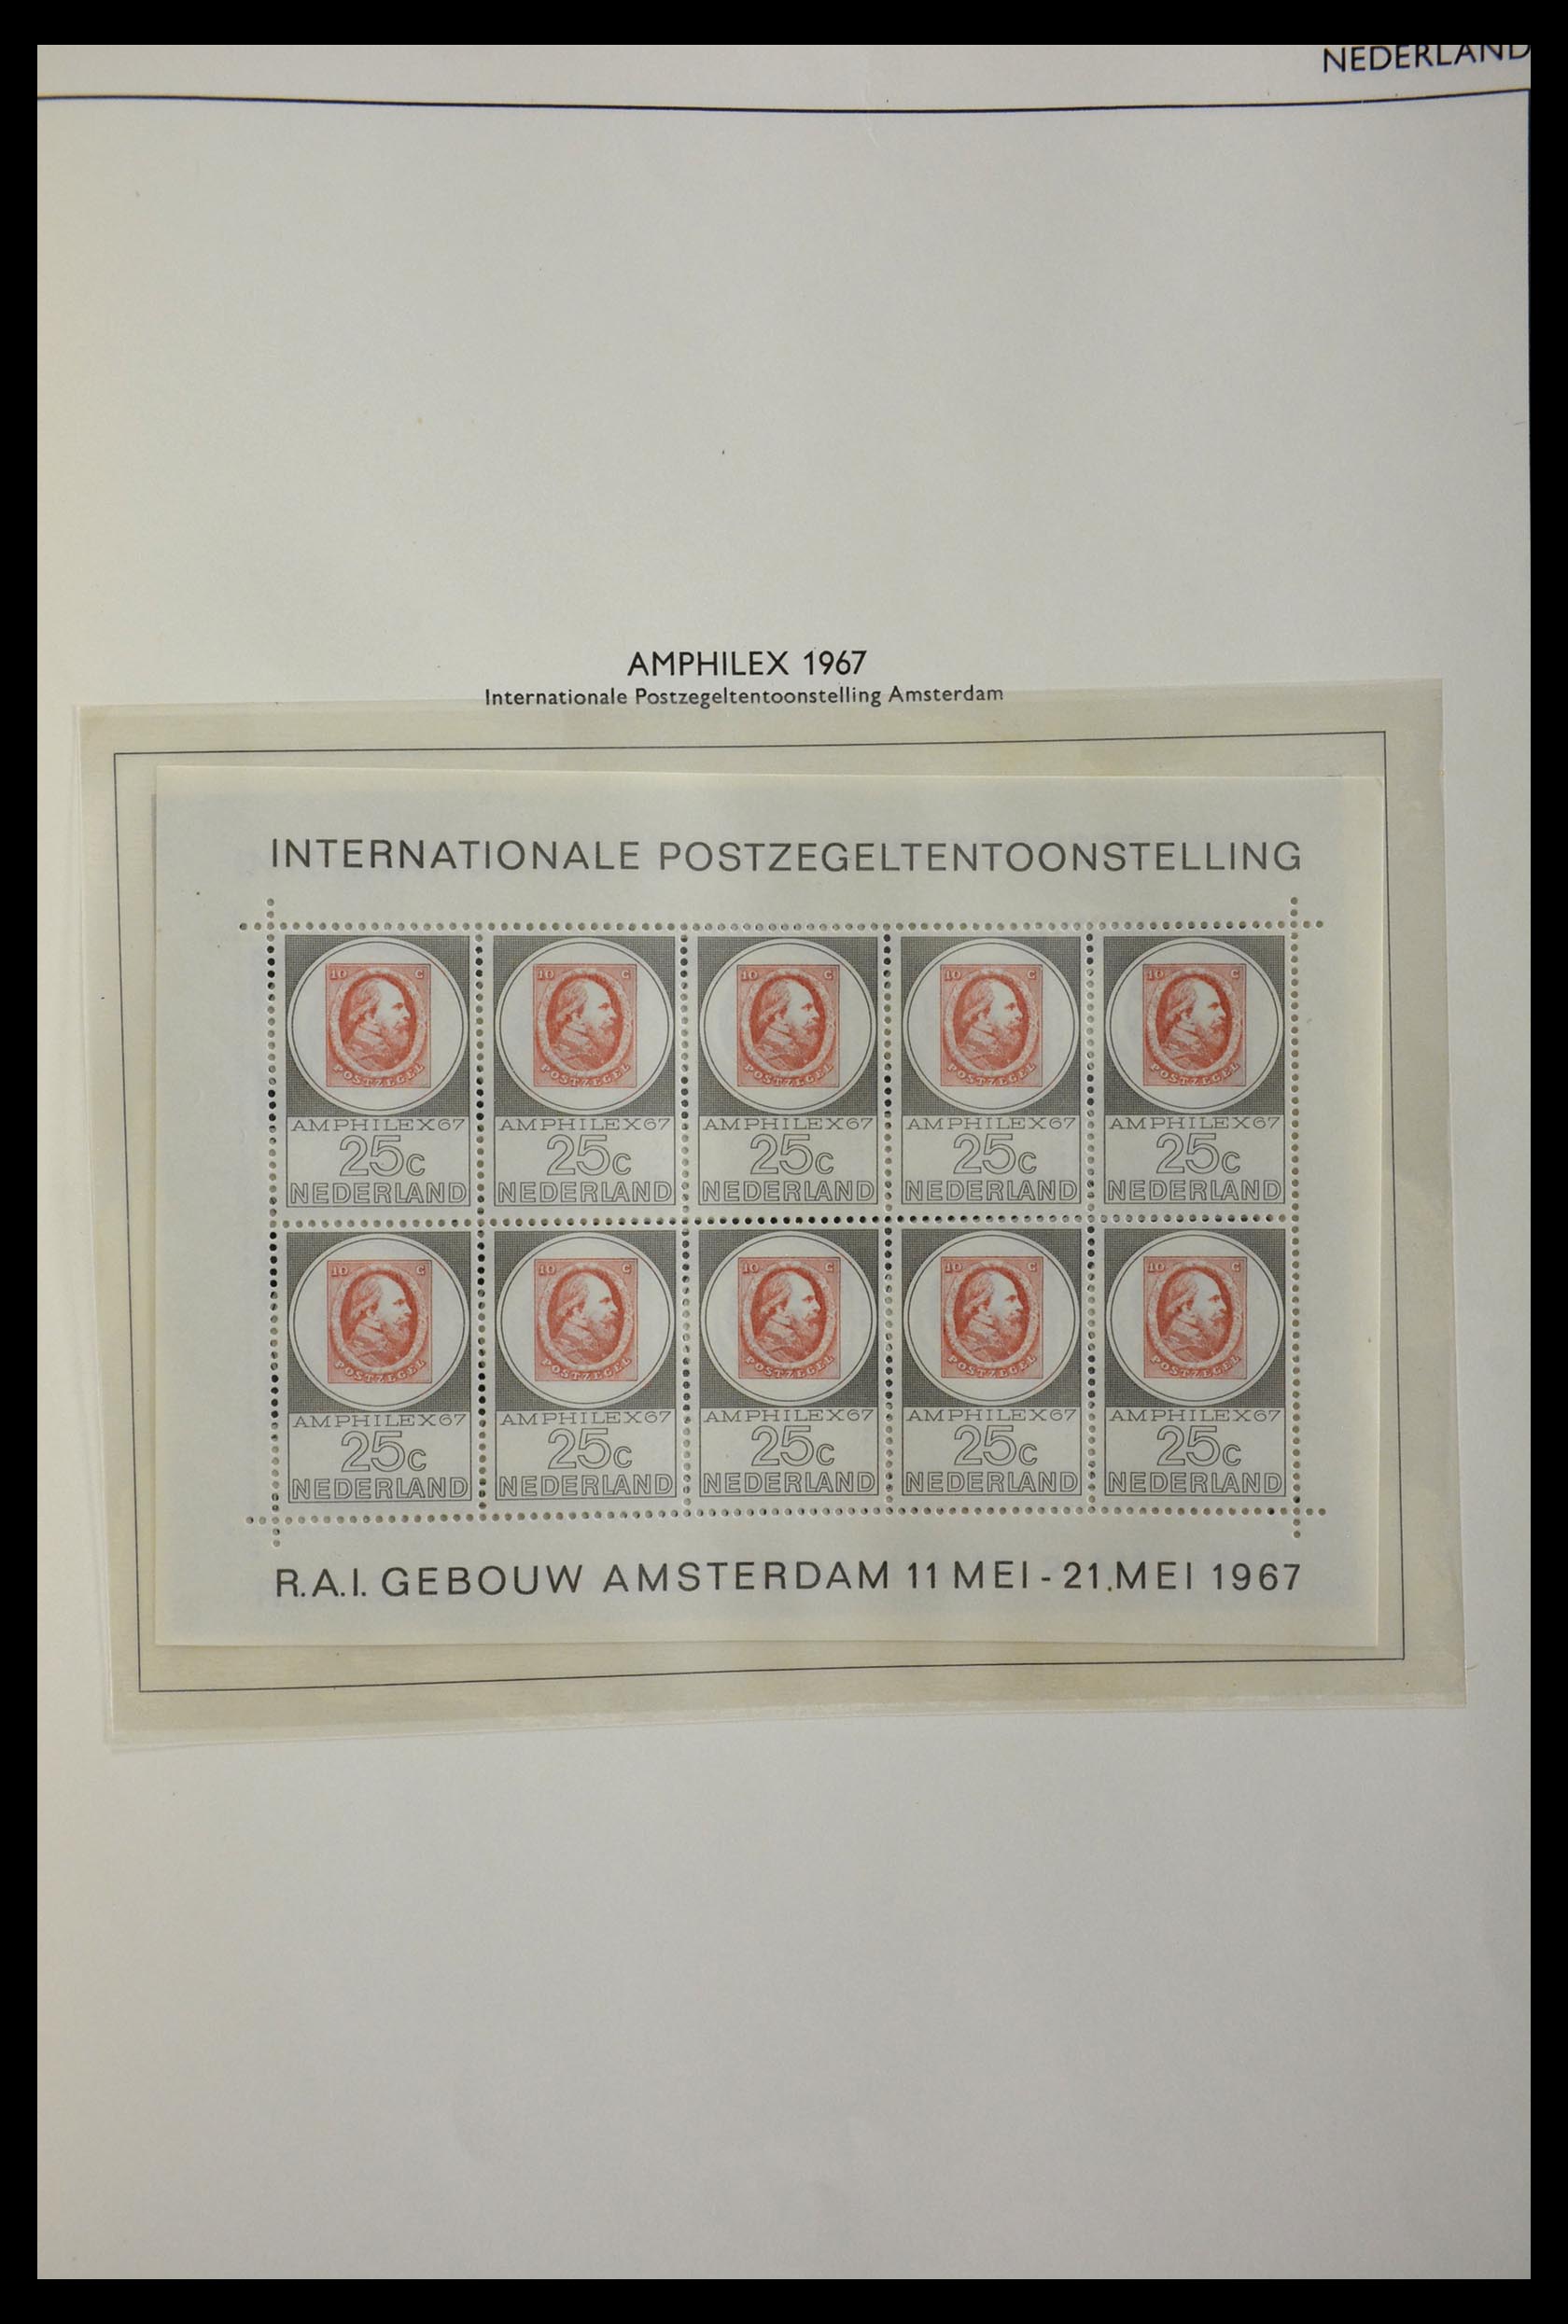 NEDERLAND
AMPHILEX 1967
Internationale Postzegeltentoonstelling Amsterdam
INTERNATIONALE POSTZEGELTENTOONSTELLING
10 C 10 C 10 C 10 C 10 C
POSTZEGEL POSTZEGEL POSTZEGEL POSTZEGEL POSTZEGEL
AMPHILEX67 AMPHILEX67 AMPHILEX67 AMPHILEX67 AMPHILEX67
25c 25c 25c 25c 25c
NEDERLAND NEDERLAND NEDERLAND NEDERLAND NEDERLAND
10 C 10 C 10 C 10 C 10 C
POSTZEGEL POSTZEGEL POSTZEGEL POSTZEGEL POSTZEGEL
AMPHILEX67 AMPHILEX67 AMPHILEX67 AMPHILEX67 AMPHILEX67
25c 25c 25c 25c 25c
NEDERLAND NEDERLAND NEDERLAND NEDERLAND NEDERLAND
R.A.I. GEBOUW AMSTERDAM 11 MEI - 21.MEI 1967